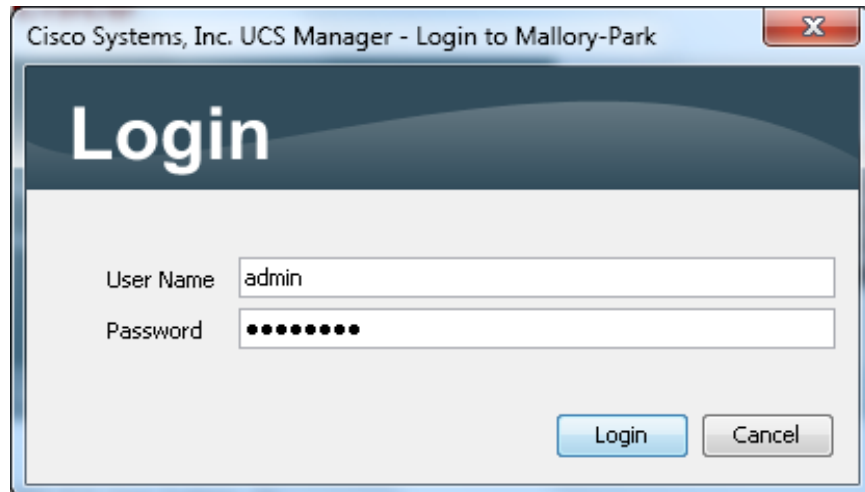 Cisco Systems, Inc. UCS Manager - Login to Mallory-Park
Login
User Name admin
Password ●●●●●●●●
Login Cancel